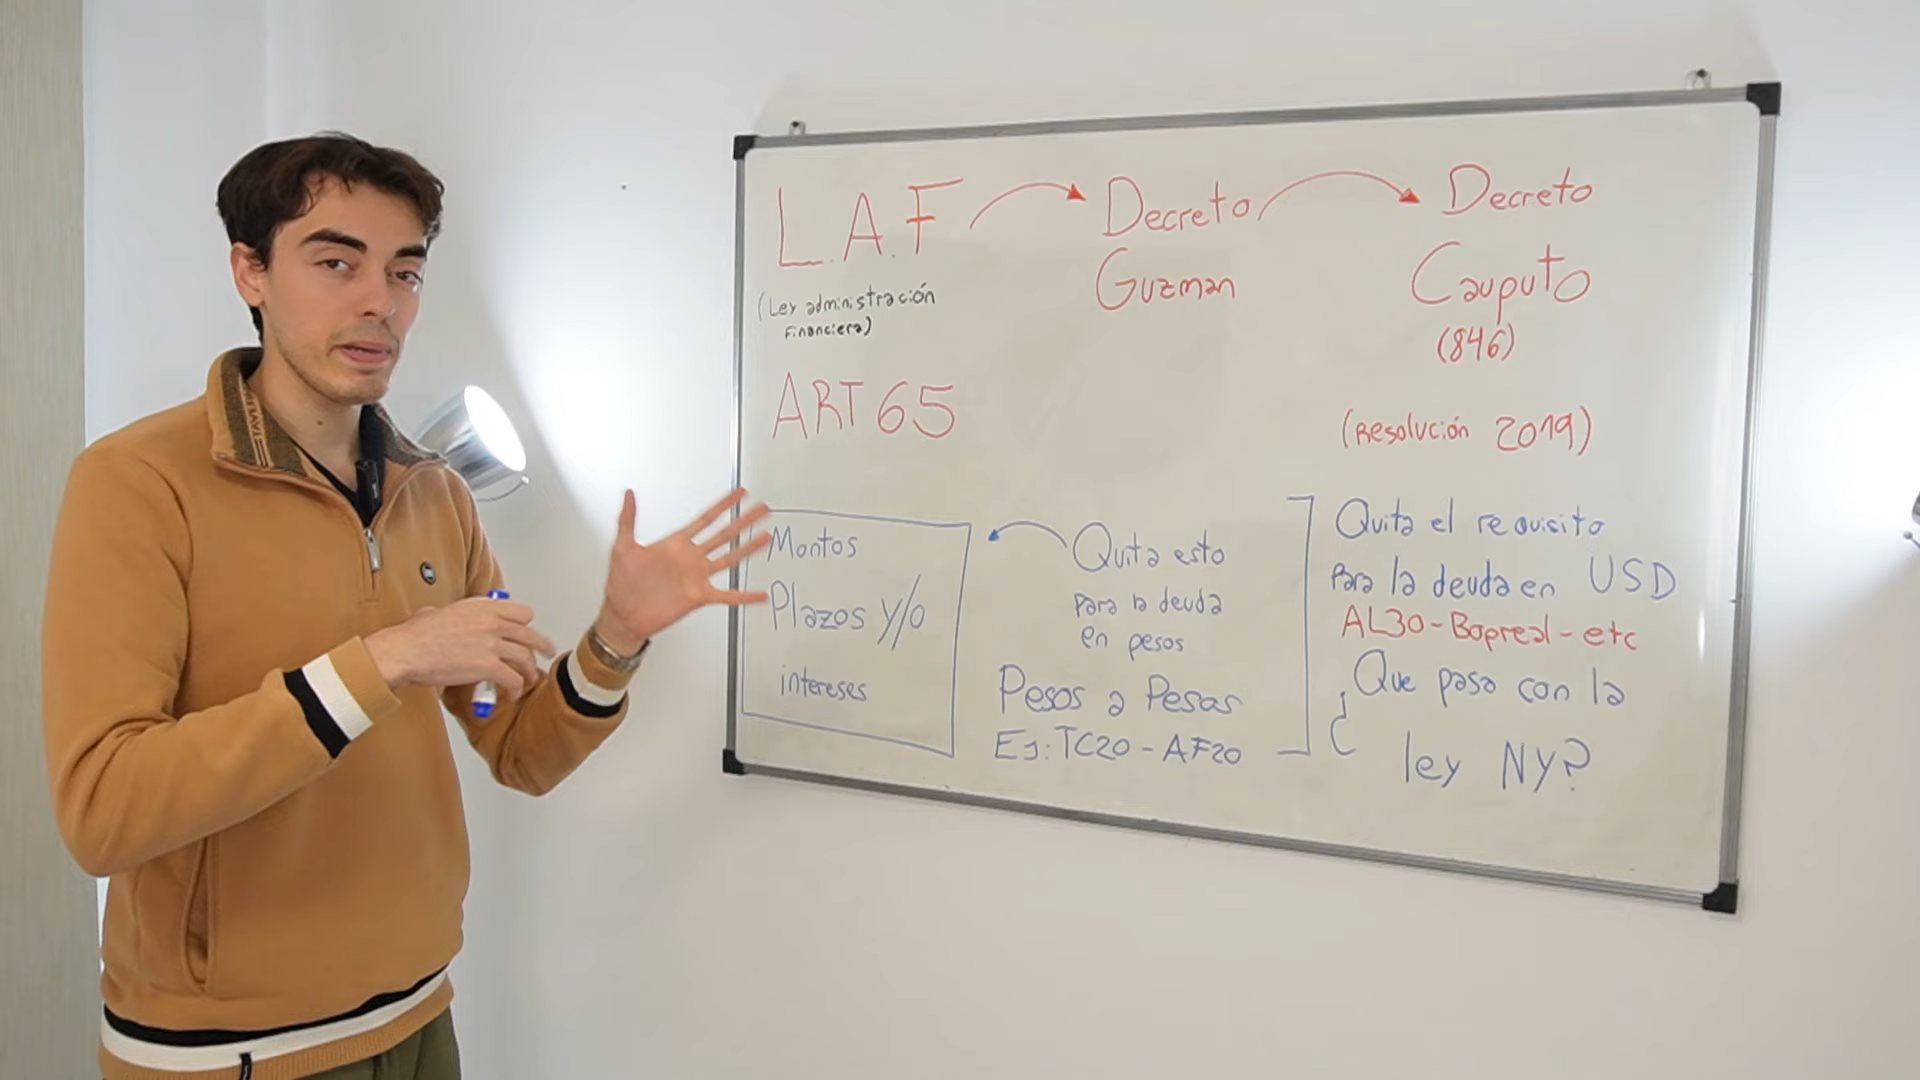 L.A.F
(Ley administración
Financiera)
ART 65
Montos
Plazos y/o
intereses
Decreto
Guzman
Quita esto
para la deuda
en pesos
Pesos a Pesos
Ej: TC20 - AF20
Decreto
Cauputo
(846)
(Resolución 2019)
Quita el requisito
Para la deuda en USD
AL30 - Bopreal - etc
¿Que pasa con la
ley NY?